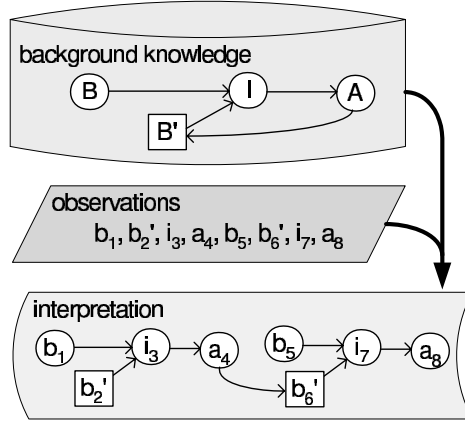 background knowledge
B I A
B'
observations
b₁, b₂', i₃, a₄, b₅, b₆', i₇, a₈
interpretation
b₁ i₃ a₄ b₅ i₇ a₈
b₂' b₆'